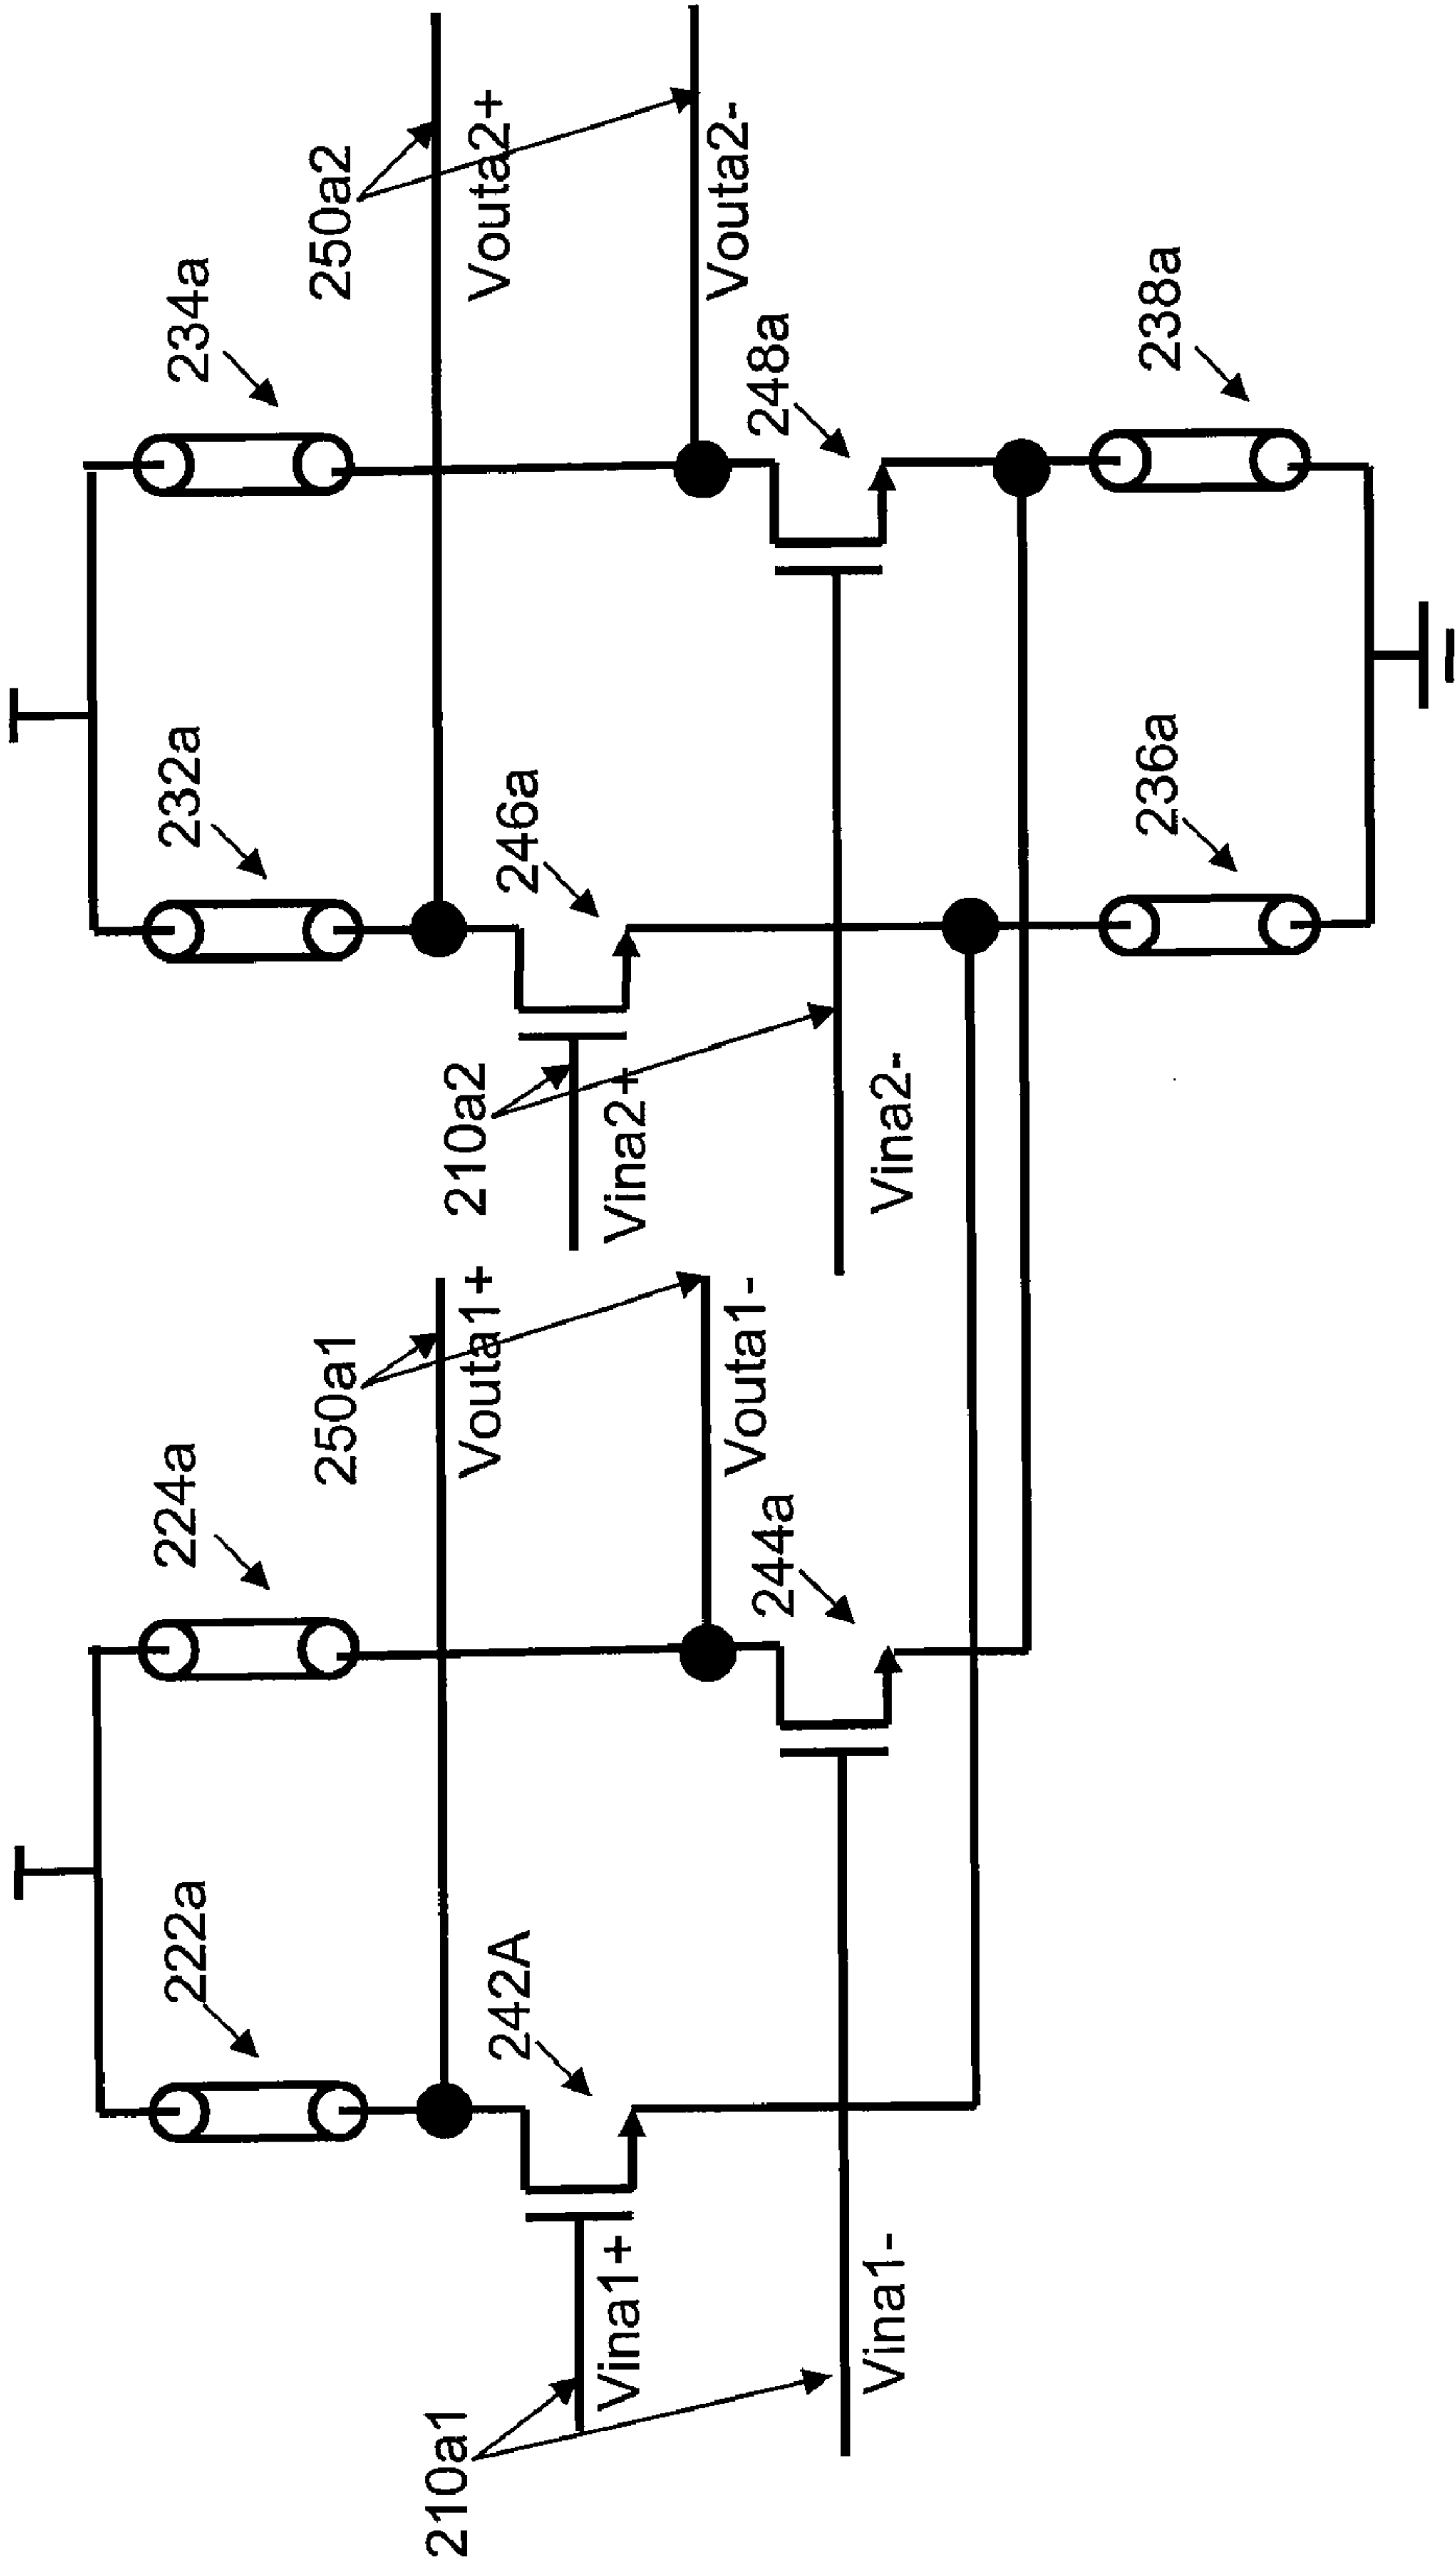 222a
224a
232a
234a
250a1
250a2
Vouta1+
Vouta2+
242A
246a
210a1
210a2
Vina1+
Vina2+
Vouta1-
Vouta2-
244a
248a
Vina1-
Vina2-
236a
238a